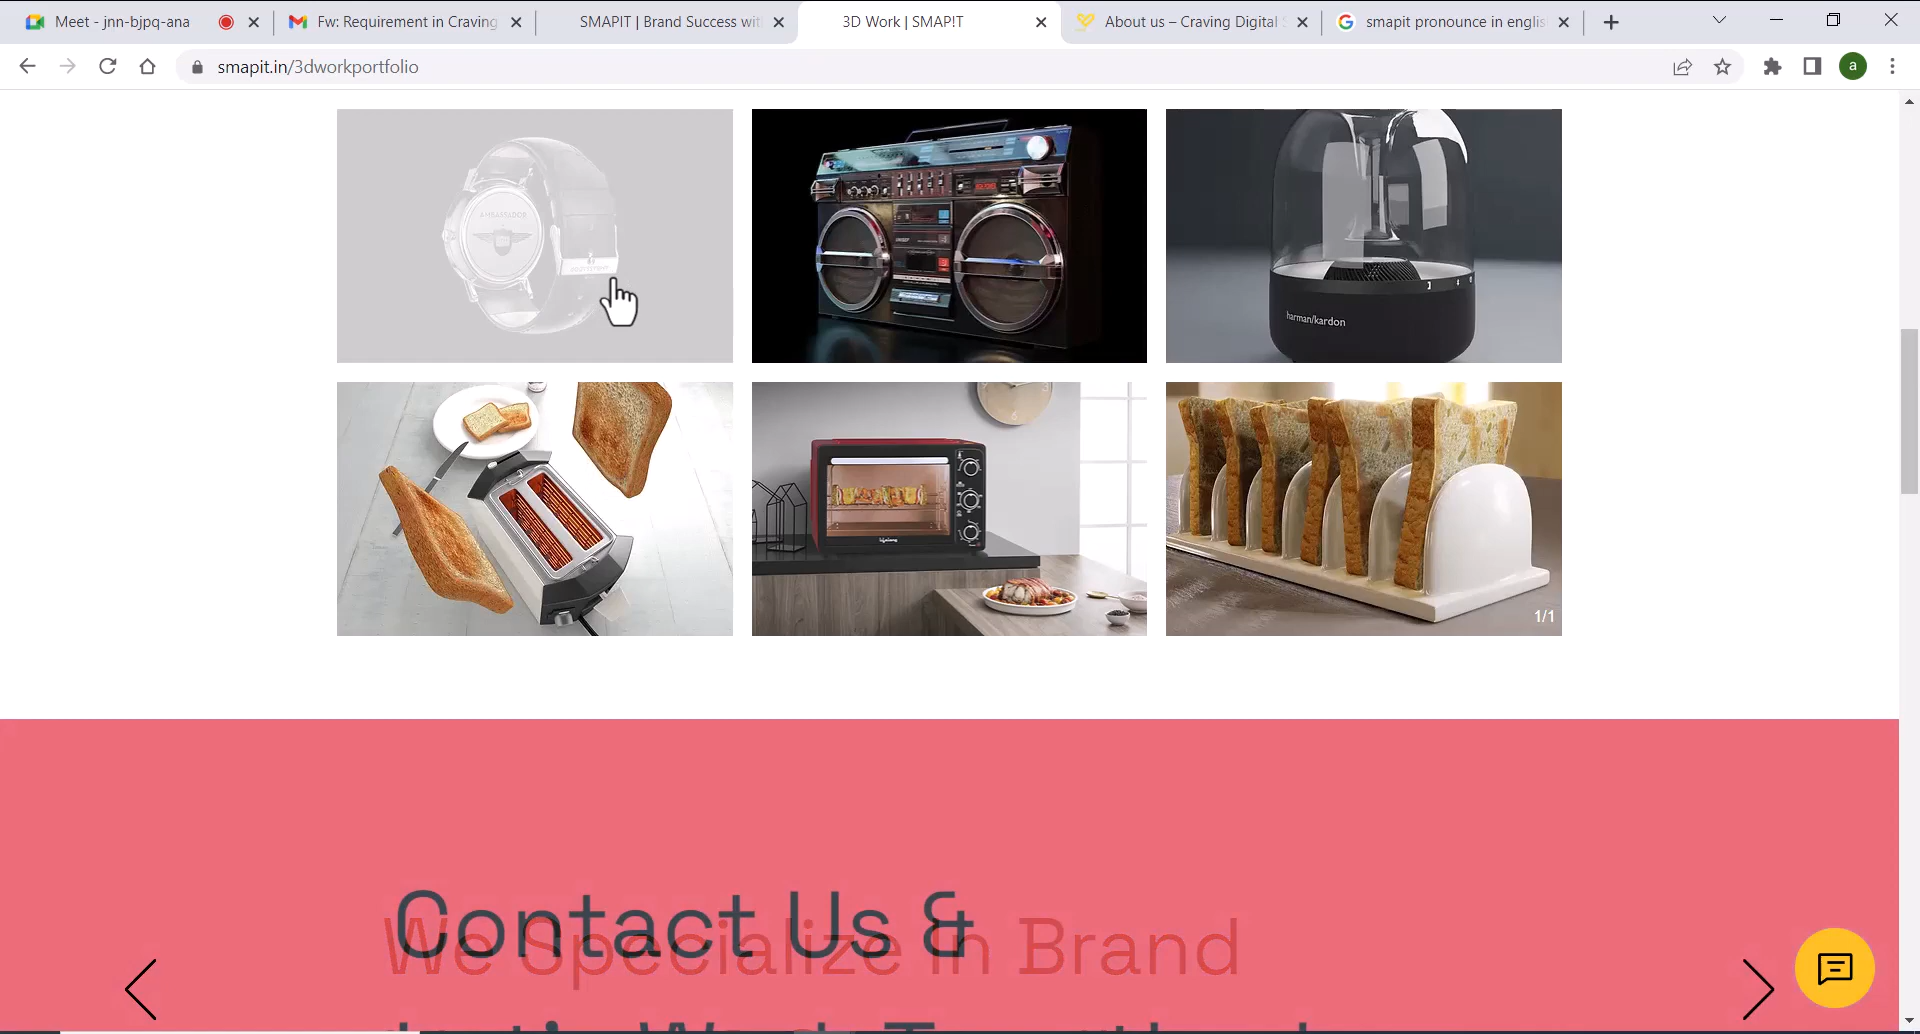 Meet - jnn-bjpq-ana
Fw: Requirement in Craving
SMAPIT | Brand Success wit
3D Work | SMAP!T
About us – Craving Digital S
smapit pronounce in englis
smapit.in/3dworkportfolio
a
AMBASSADOR
harman/kardon
1/1
Contact Us &
We Specialize in Brand